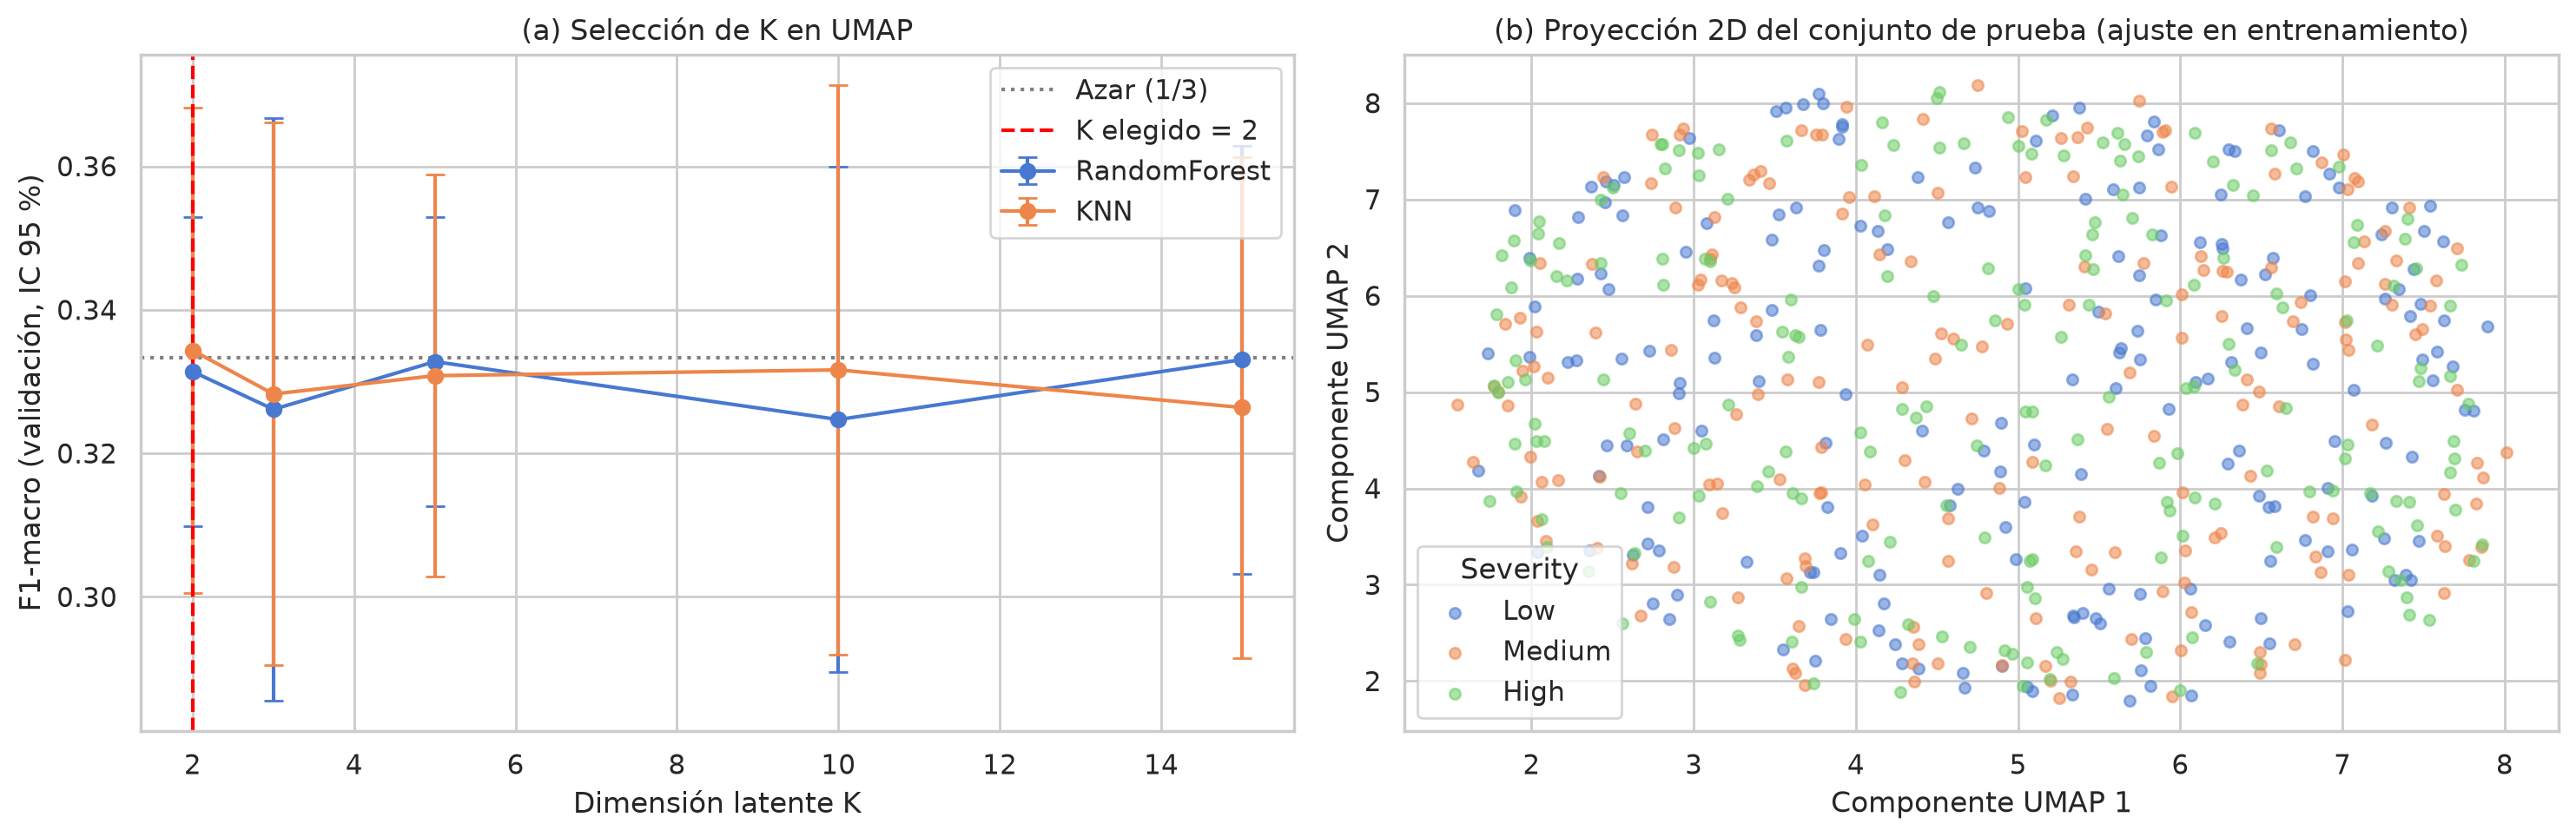 (a) Selección de K en UMAP
F1-macro (validación, IC 95 %)
0.36
0.34
0.32
0.30
Azar (1/3)
K elegido = 2
RandomForest
KNN
2 4 6 8 10 12 14
Dimensión latente K
(b) Proyección 2D del conjunto de prueba (ajuste en entrenamiento)
Componente UMAP 2
8
7
6
5
4
3
2
Severity
Low
Medium
High
2 3 4 5 6 7 8
Componente UMAP 1